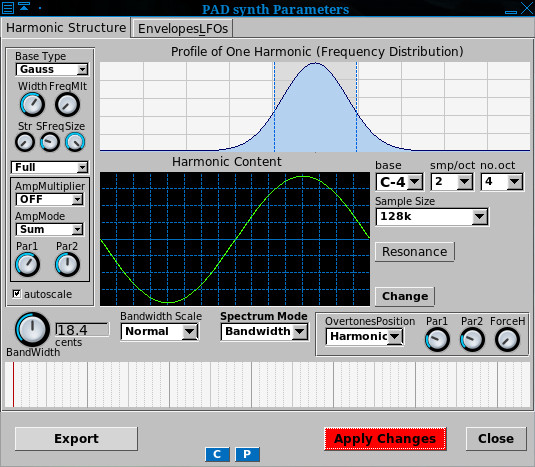 PAD synth Parameters
Harmonic Structure
Envelopes_LFOs
Base Type
Gauss
Width FreqMlt
Str SFreq Size
Full
AmpMultiplier
OFF
AmpMode
Sum
Par1 Par2
autoscale
Profile of One Harmonic (Frequency Distribution)
Harmonic Content
base smp/oct no.oct
C-4 2 4
Sample Size
128k
Resonance
Change
BandWidth
18.4
cents
Bandwidth Scale
Normal
Spectrum Mode
Bandwidth
OvertonesPosition
Harmonic
Par1 Par2 ForceH
Export
C P
Apply Changes
Close